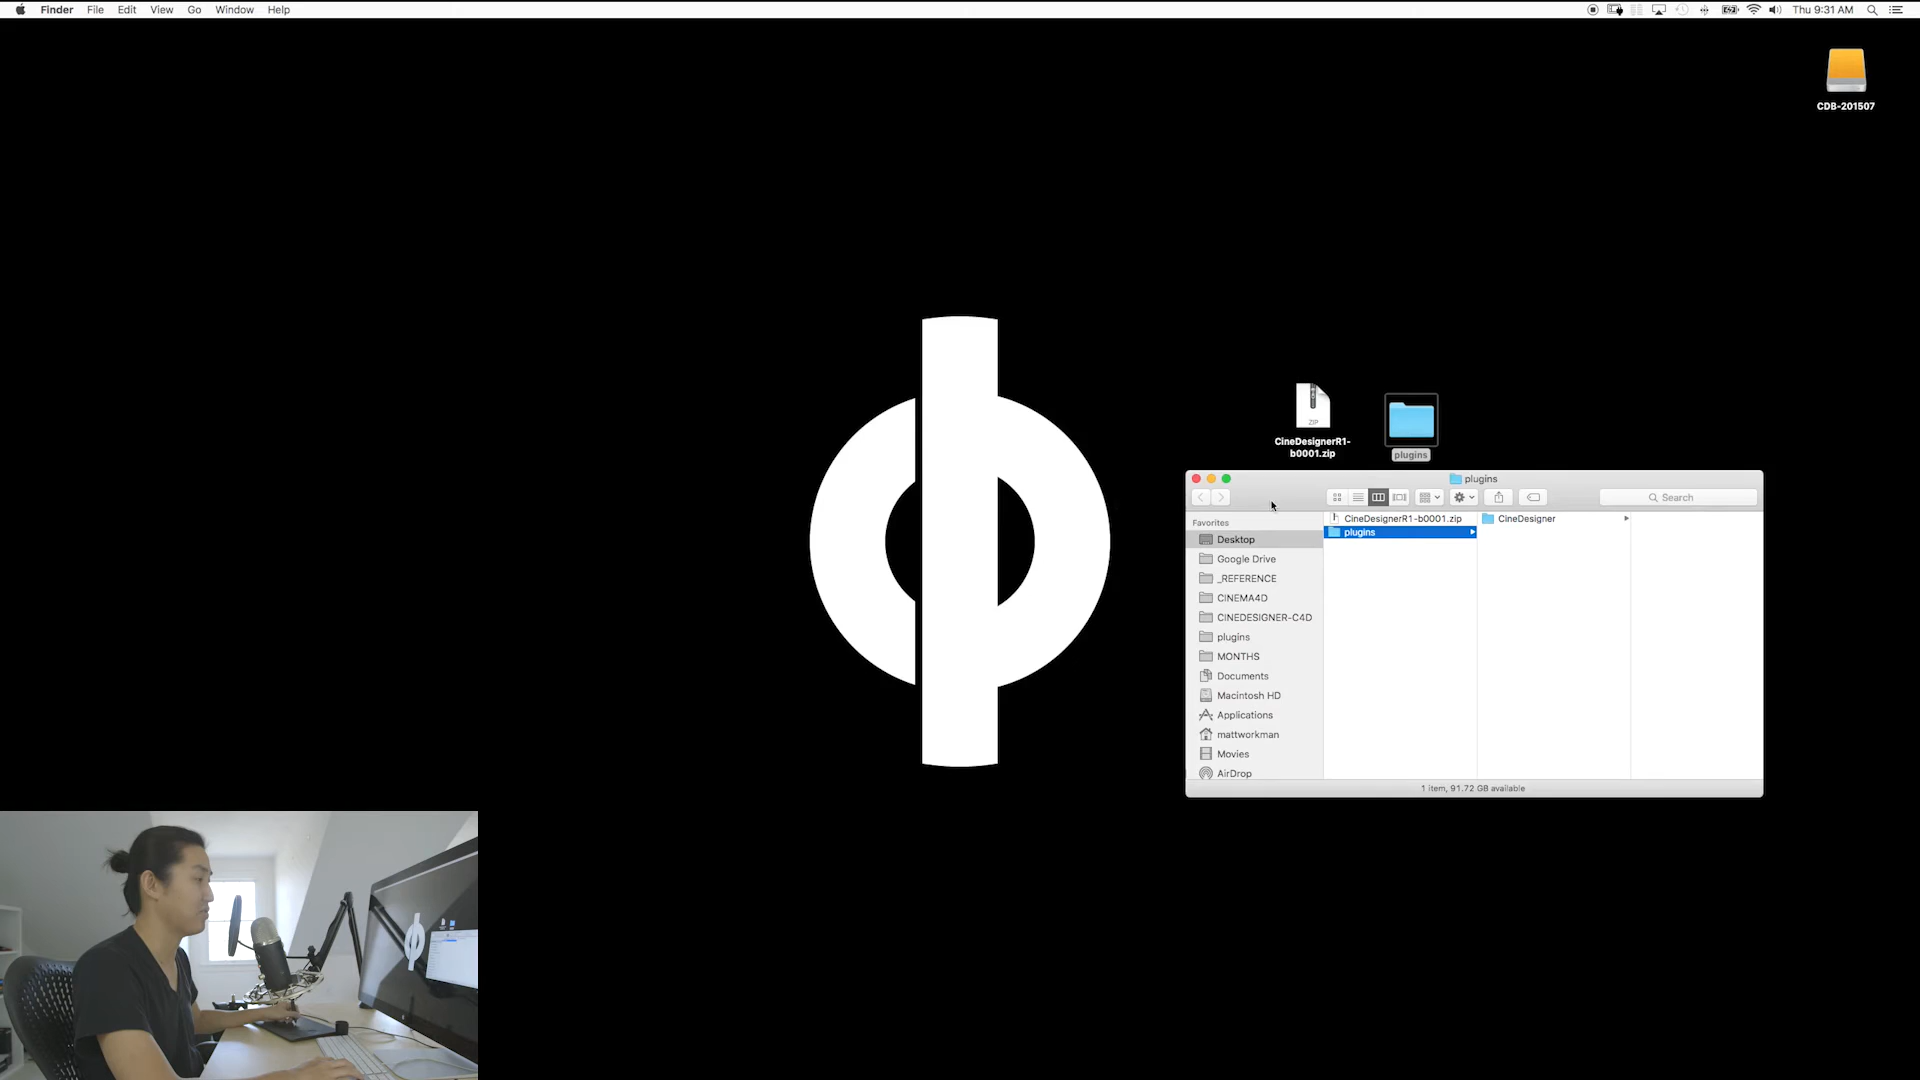 Finder File Edit View Go Window Help
Thu 9:31 AM
CDB-201507
ZIP
CineDesignerR1-
b0001.zip
plugins
plugins
Search
Favorites
Desktop
Google Drive
_REFERENCE
CINEMA4D
CINEDESIGNER-C4D
plugins
MONTHS
Documents
Macintosh HD
Applications
mattworkman
Movies
AirDrop
CineDesignerR1-b0001.zip
plugins
CineDesigner
1 item, 91.72 GB available